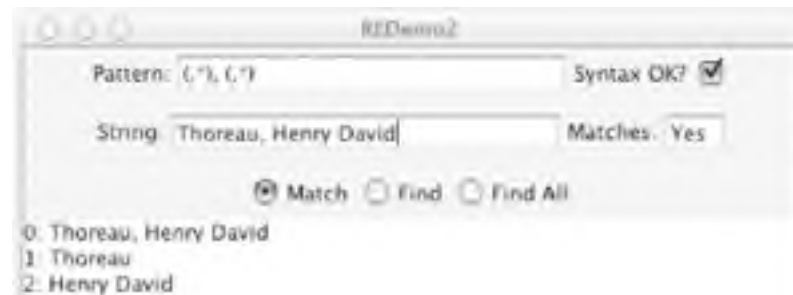 REDemo2
Pattern: (.*), (.*)
Syntax OK?
String: Thoreau, Henry David
Matches: Yes
Match Find Find All
0: Thoreau, Henry David
1: Thoreau
2: Henry David